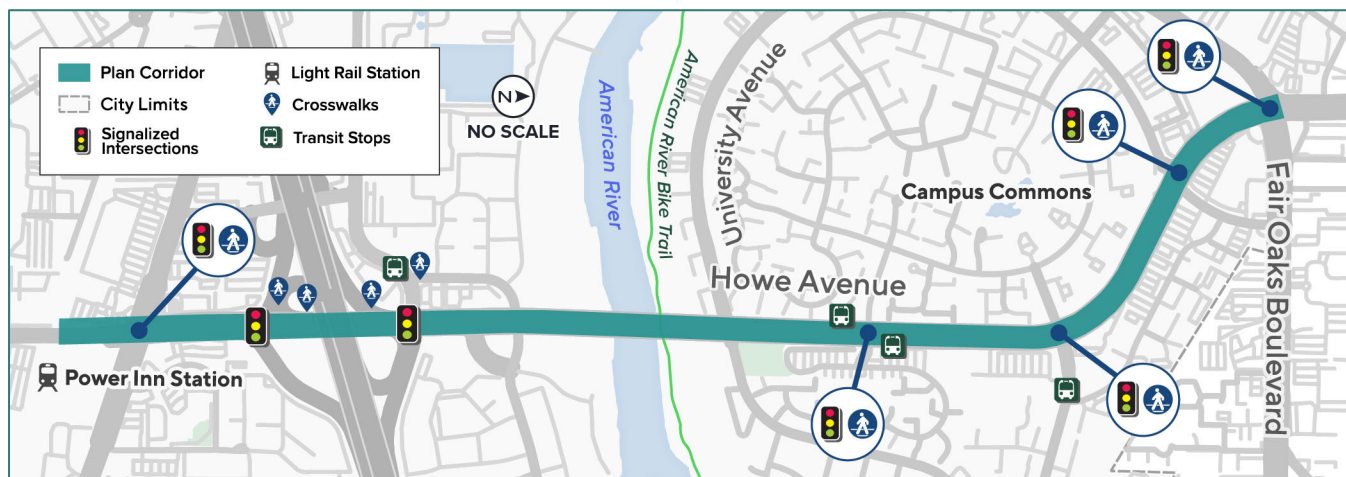 Plan Corridor
City Limits
Signalized
Intersections
Light Rail Station
Crosswalks
Transit Stops
N
NO SCALE
American River
American River Bike Trail
University Avenue
Campus Commons
Howe Avenue
Fair Oaks Boulevard
Power Inn Station